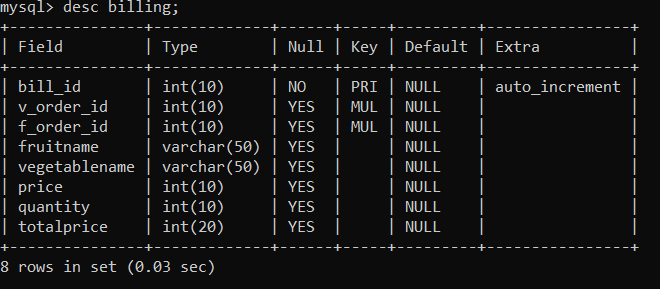 mysql> desc billing;
+---------------+-------------+------+-----+---------+----------------+
| Field         | Type        | Null | Key | Default | Extra          |
+---------------+-------------+------+-----+---------+----------------+
| bill_id       | int(10)     | NO   | PRI | NULL    | auto_increment |
| v_order_id    | int(10)     | YES  | MUL | NULL    |                |
| f_order_id    | int(10)     | YES  | MUL | NULL    |                |
| fruitname     | varchar(50) | YES  |     | NULL    |                |
| vegetablename | varchar(50) | YES  |     | NULL    |                |
| price         | int(10)     | YES  |     | NULL    |                |
| quantity      | int(10)     | YES  |     | NULL    |                |
| totalprice    | int(20)     | YES  |     | NULL    |                |
+---------------+-------------+------+-----+---------+----------------+
8 rows in set (0.03 sec)